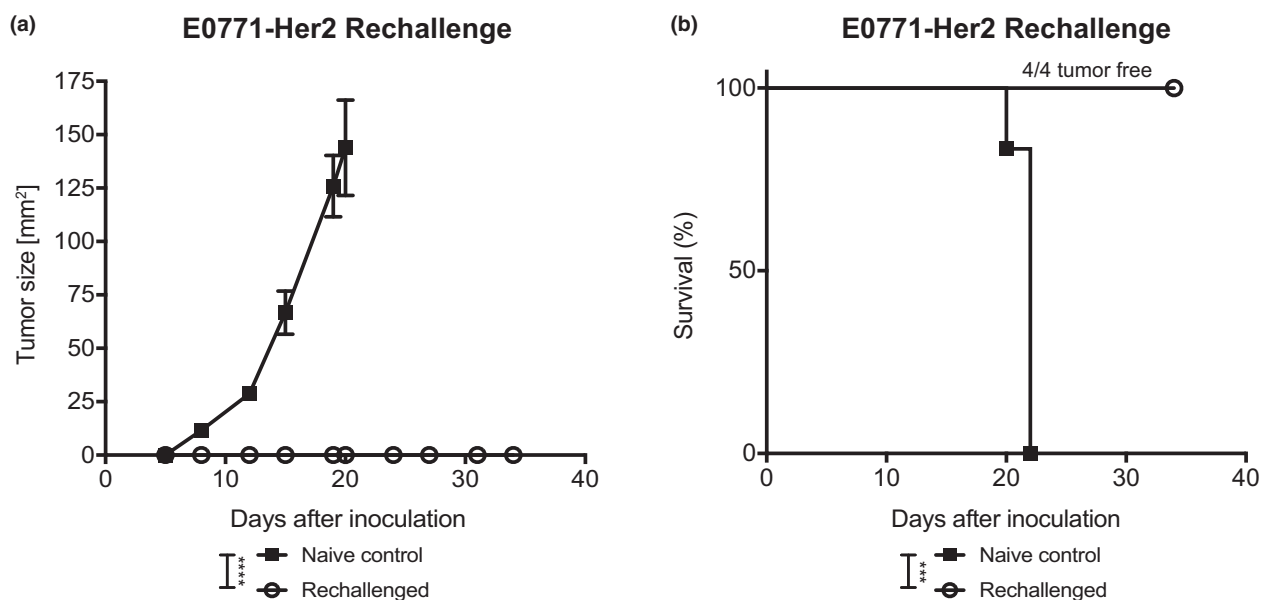 (a)
E0771-Her2 Rechallenge
175
150
125
100
75
50
25
0
Tumor size [mm²]
0 10 20 30 40
Days after inoculation
Naive control
Rechallenged
****
(b)
E0771-Her2 Rechallenge
4/4 tumor free
100
50
0
Survival (%)
0 10 20 30 40
Days after inoculation
Naive control
Rechallenged
***